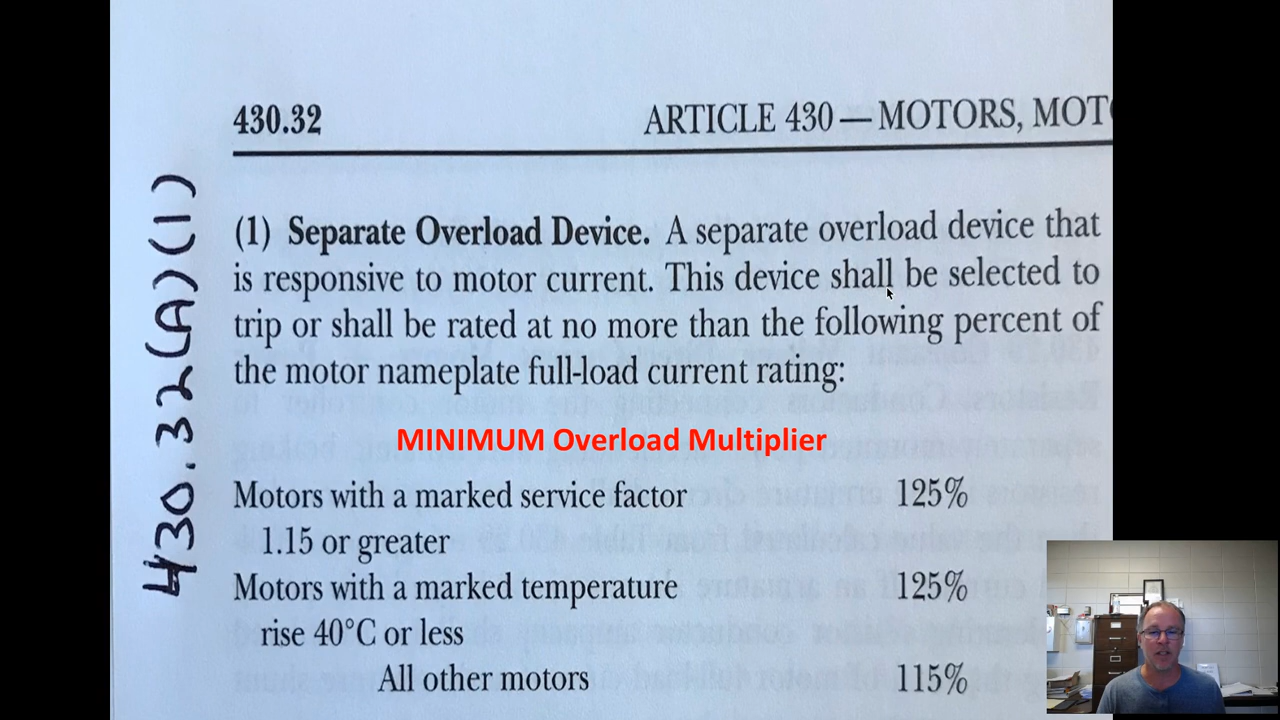 430.32 ARTICLE 430 — MOTORS, MOTO
430.32(A)(1)
(1) Separate Overload Device. A separate overload device that
is responsive to motor current. This device shall be selected to
trip or shall be rated at no more than the following percent of
the motor nameplate full-load current rating:
MINIMUM Overload Multiplier
Motors with a marked service factor 125%
1.15 or greater
Motors with a marked temperature 125%
rise 40°C or less
All other motors 115%